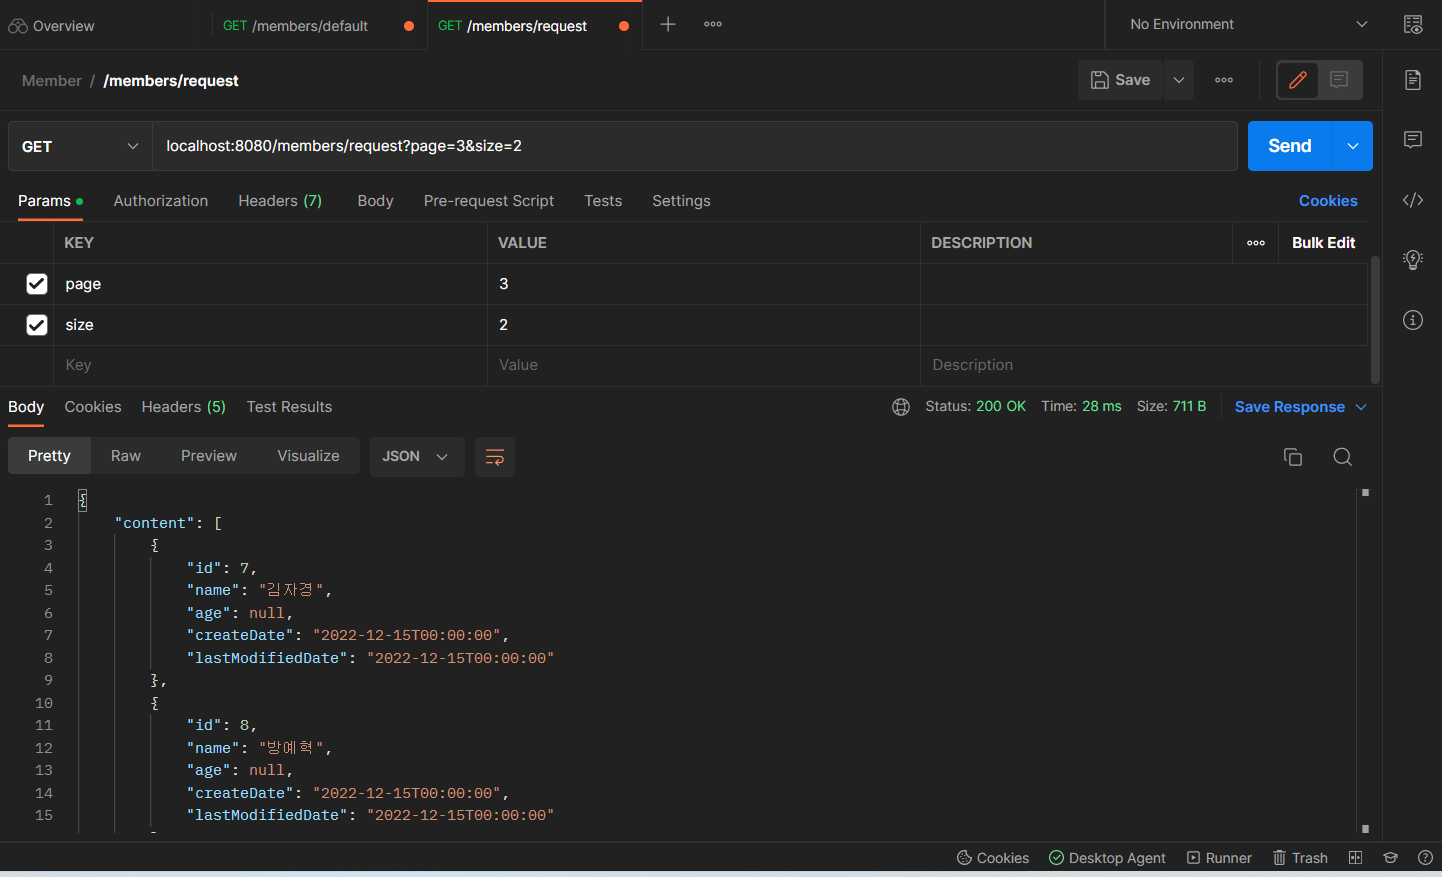 Overview
GET /members/default
GET /members/request
No Environment
Member / /members/request
Save
GET
localhost:8080/members/request?page=3&size=2
Send
Params
Authorization
Headers (7)
Body
Pre-request Script
Tests
Settings
Cookies
KEY
VALUE
DESCRIPTION
Bulk Edit
page
3
size
2
Key
Value
Description
Body
Cookies
Headers (5)
Test Results
Status: 200 OK
Time: 28 ms
Size: 711 B
Save Response
Pretty
Raw
Preview
Visualize
JSON
1 {
2 "content": [
3 {
4 "id": 7,
5 "name": "김자경",
6 "age": null,
7 "createDate": "2022-12-15T00:00:00",
8 "lastModifiedDate": "2022-12-15T00:00:00"
9 },
10 {
11 "id": 8,
12 "name": "방예혁",
13 "age": null,
14 "createDate": "2022-12-15T00:00:00",
15 "lastModifiedDate": "2022-12-15T00:00:00"
Cookies
Desktop Agent
Runner
Trash